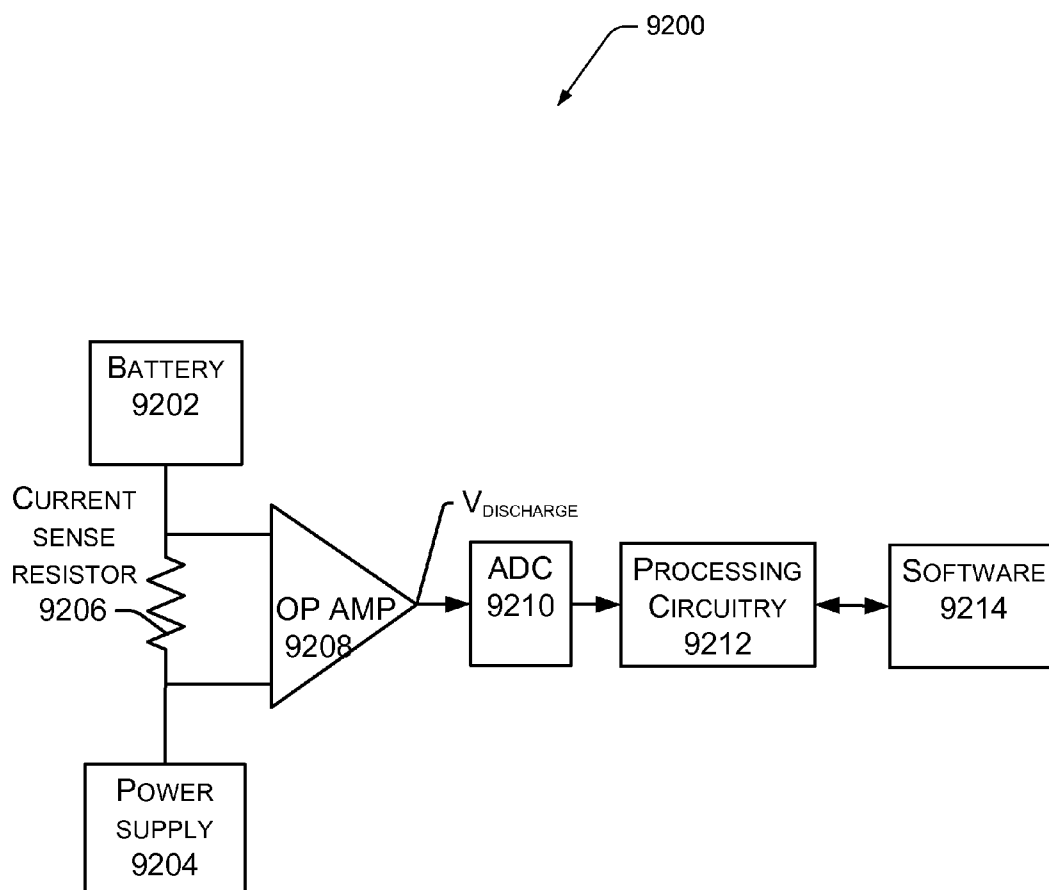 9200
BATTERY
9202
CURRENT
SENSE
RESISTOR
9206
OP AMP
9208
VDISCHARGE
ADC
9210
PROCESSING
CIRCUITRY
9212
SOFTWARE
9214
POWER
SUPPLY
9204